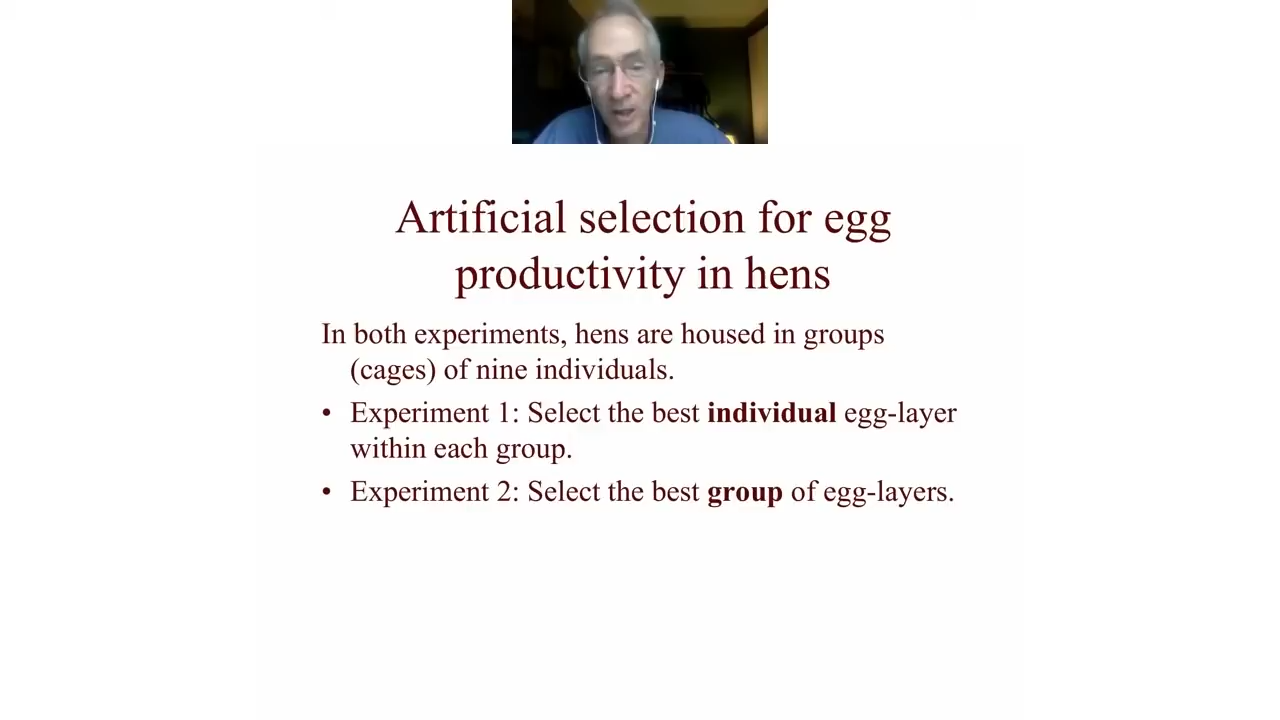 Artificial selection for egg
productivity in hens
In both experiments, hens are housed in groups
(cages) of nine individuals.
• Experiment 1: Select the best individual egg-layer
within each group.
• Experiment 2: Select the best group of egg-layers.